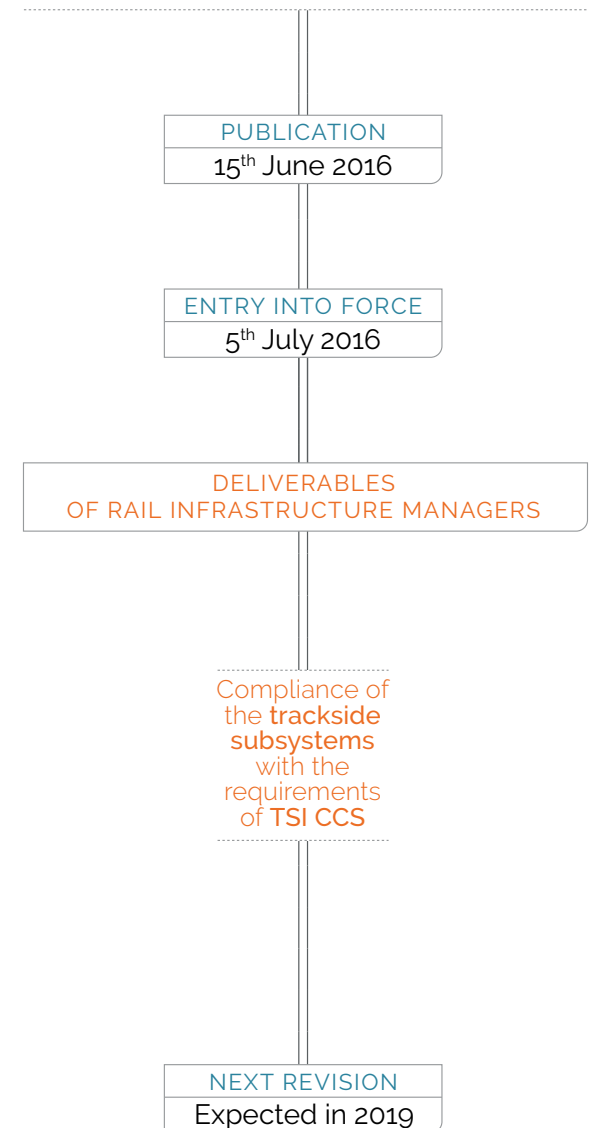 PUBLICATION
15th June 2016
ENTRY INTO FORCE
5th July 2016
DELIVERABLES
OF RAIL INFRASTRUCTURE MANAGERS
Compliance of
the trackside
subsystems
with the
requirements
of TSI CCS
NEXT REVISION
Expected in 2019